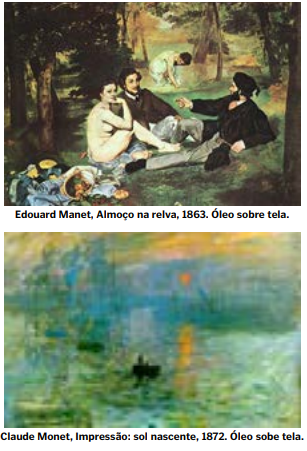 Edouard Manet, Almoço na relva, 1863. Óleo sobre tela.
Claude Monet, Impressão: sol nascente, 1872. Óleo sobe tela.